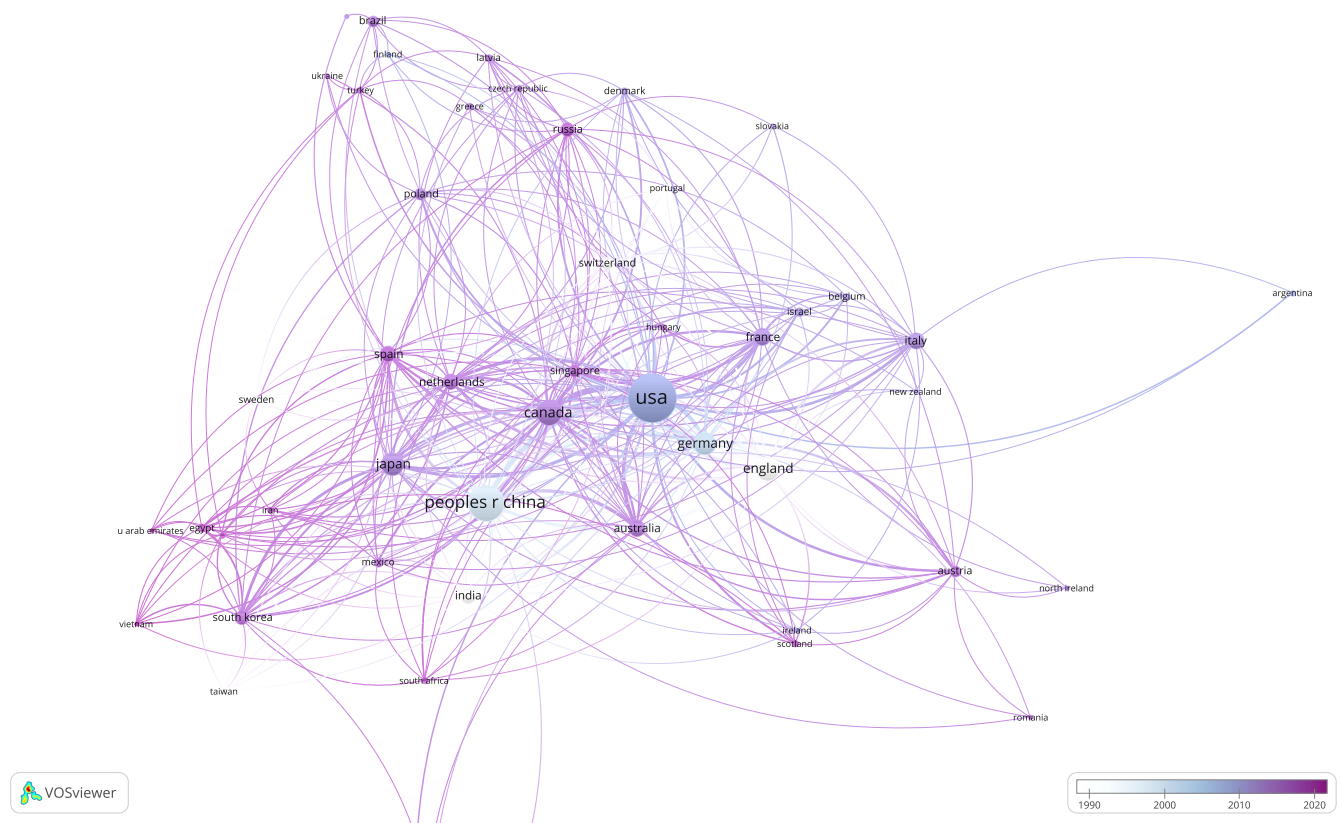 brazil
finland
latvia
ukraine
turkey
czech republic
denmark
greece
russia
slovakia
poland
portugal
switzerland
argentina
belgium
israel
hungary
france
italy
spain
singapore
netherlands
new zealand
sweden
usa
canada
germany
japan
england
peoples r china
iran
egypt
u arab emirates
australia
mexico
austria
north ireland
india
south korea
vietnam
ireland
scotland
south africa
taiwan
romania
VOSviewer
1990 2000 2010 2020